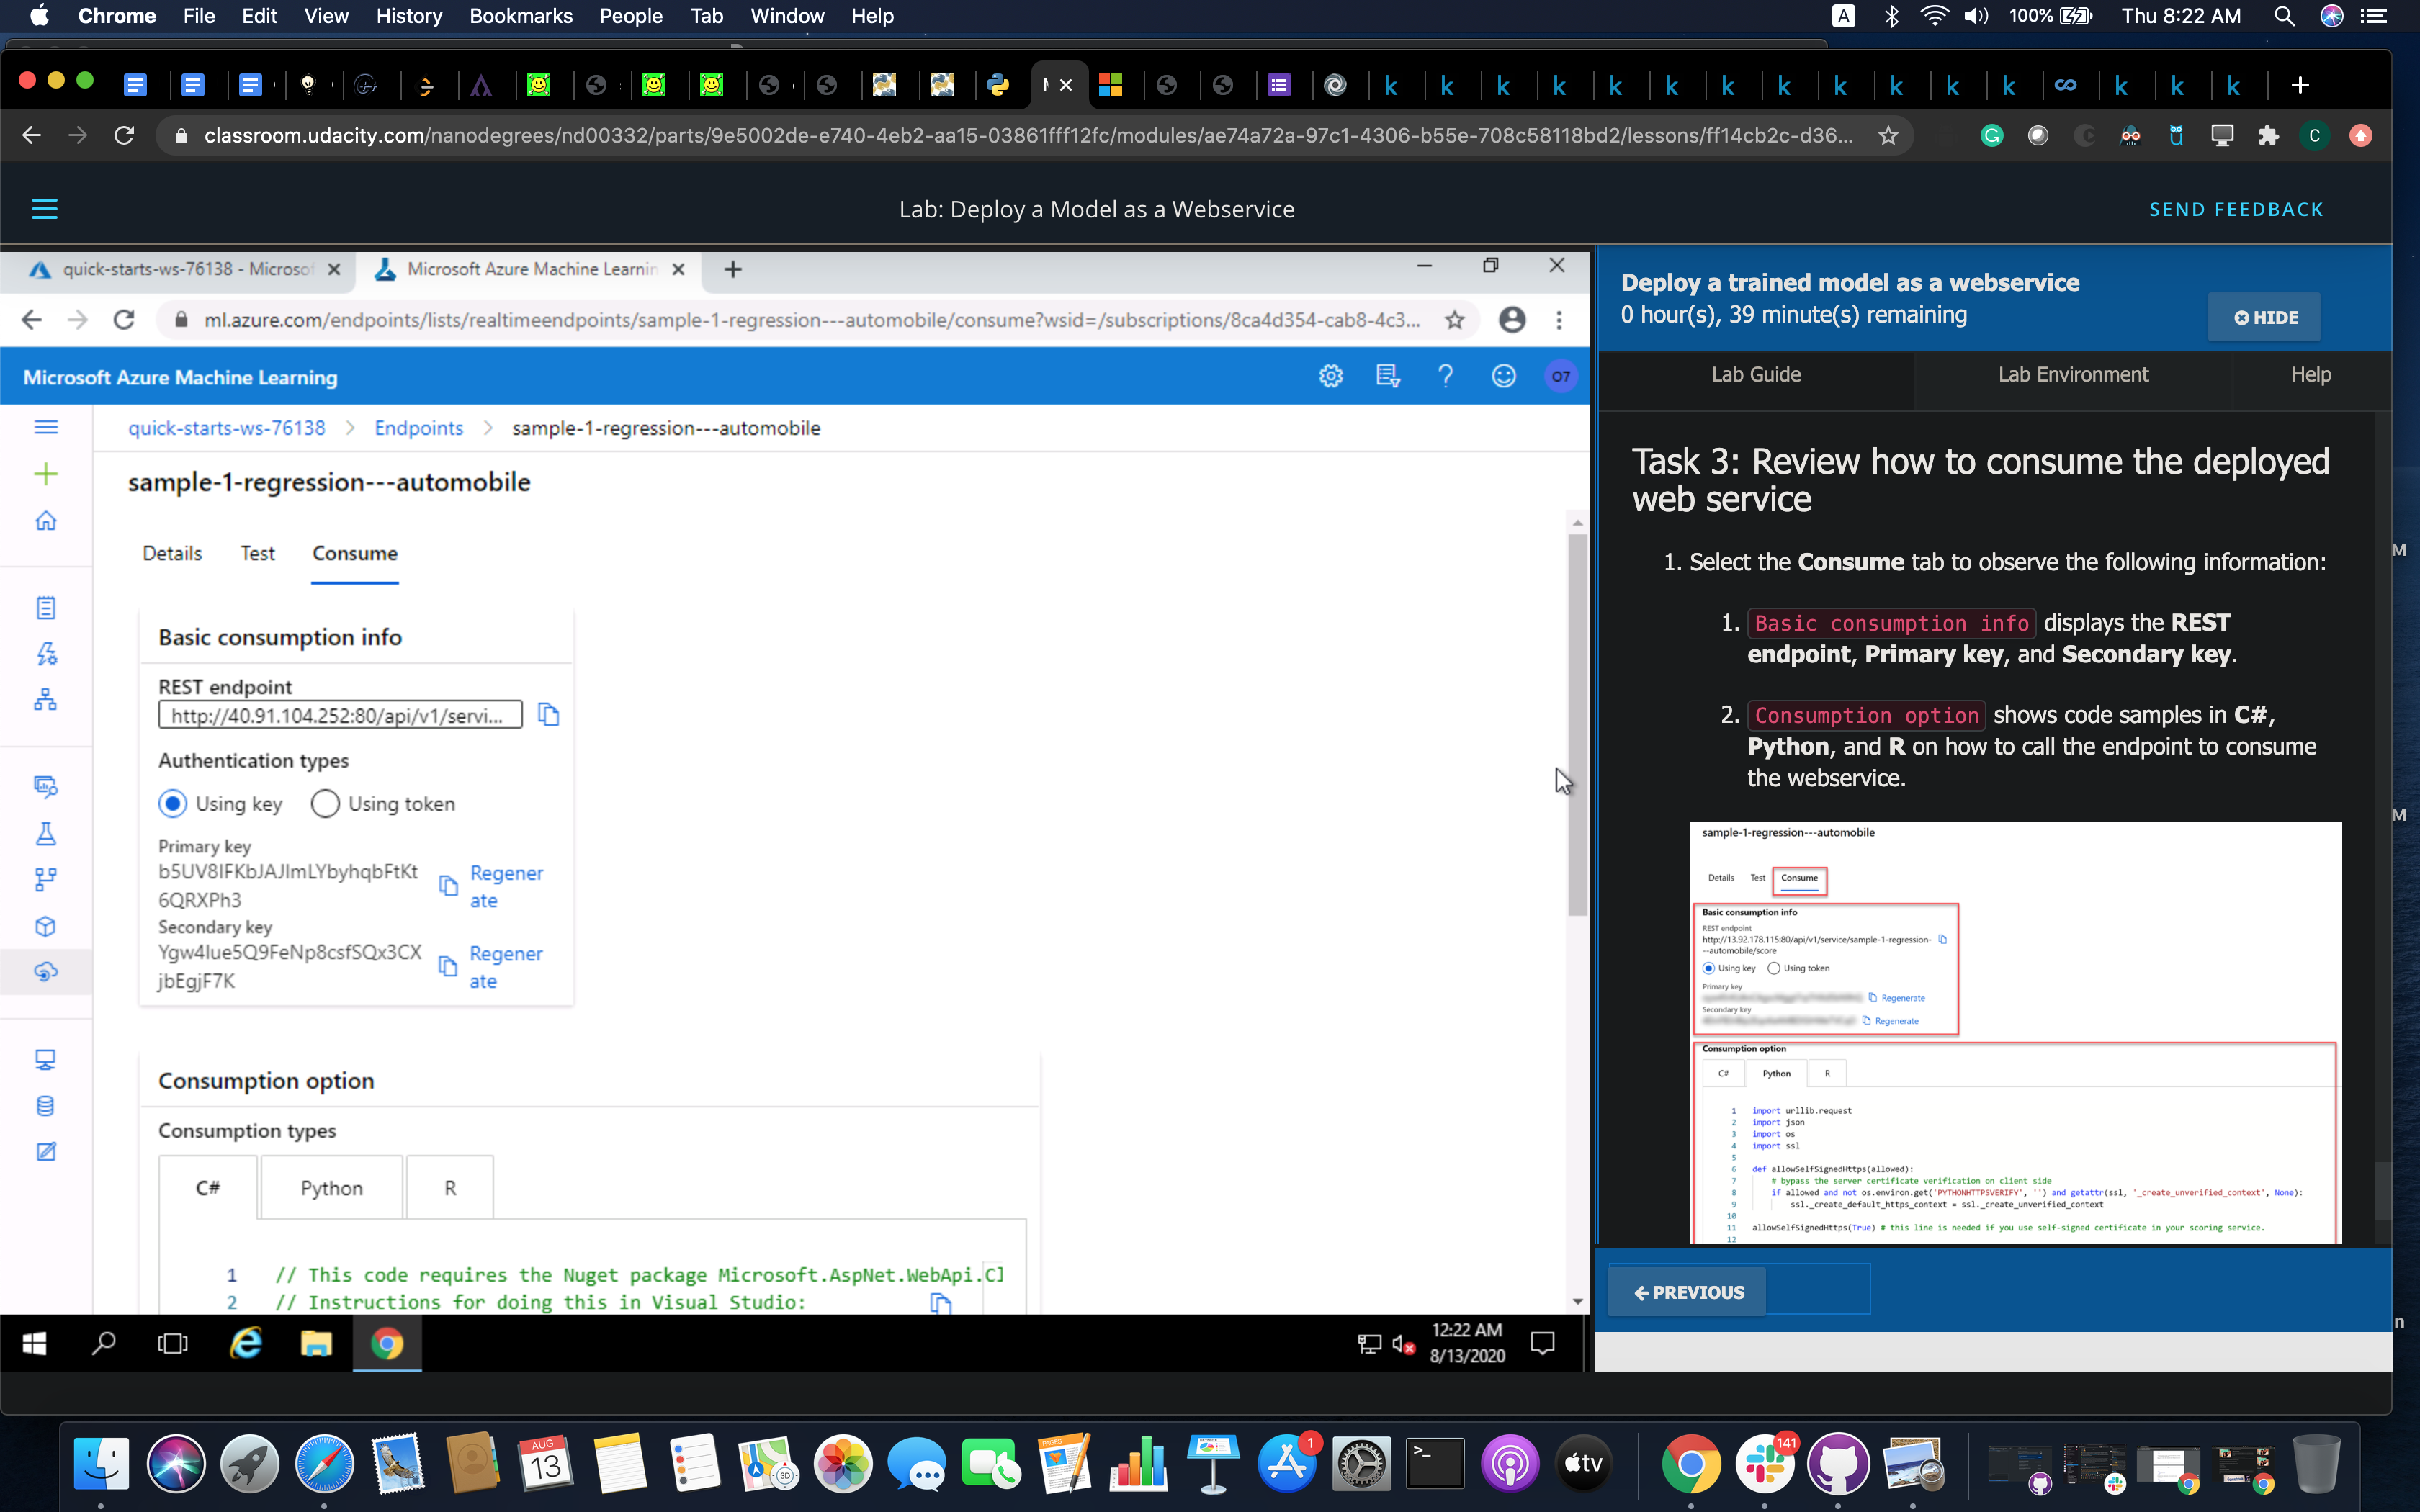 Chrome File Edit View History Bookmarks People Tab Window Help
A 100% Thu 8:22 AM
classroom.udacity.com/nanodegrees/nd00332/parts/9e5002de-e740-4eb2-aa15-03861fff12fc/modules/ae74a72a-97c1-4306-b55e-708c58118bd2/lessons/ff14cb2c-d36...
Lab: Deploy a Model as a Webservice
SEND FEEDBACK
quick-starts-ws-76138 - Microsof
Microsoft Azure Machine Learnin
ml.azure.com/endpoints/lists/realtimeendpoints/sample-1-regression---automobile/consume?wsid=/subscriptions/8ca4d354-cab8-4c3...
Microsoft Azure Machine Learning
O7
quick-starts-ws-76138 > Endpoints > sample-1-regression---automobile
sample-1-regression---automobile
Details Test Consume
Basic consumption info
REST endpoint
http://40.91.104.252:80/api/v1/servi...
Authentication types
Using key Using token
Primary key
b5UV8IFKbJAJImLYbyhqbFtKt
6QRXPh3
Regener
ate
Secondary key
Ygw4Iue5Q9FeNp8csfSQx3CX
jbEgjF7K
Regener
ate
Consumption option
Consumption types
C# Python R
1 // This code requires the Nuget package Microsoft.AspNet.WebApi.Cl
2 // Instructions for doing this in Visual Studio:
12:22 AM
8/13/2020
Deploy a trained model as a webservice
0 hour(s), 39 minute(s) remaining
HIDE
Lab Guide Lab Environment Help
Task 3: Review how to consume the deployed
web service
1. Select the Consume tab to observe the following information:
1. Basic consumption info displays the REST
endpoint, Primary key, and Secondary key.
2. Consumption option shows code samples in C#,
Python, and R on how to call the endpoint to consume
the webservice.
sample-1-regression---automobile
Details Test Consume
Basic consumption info
REST endpoint
http://13.92.178.115:80/api/v1/service/sample-1-regression-
--automobile/score
Using key Using token
Primary key
Regenerate
Secondary key
Regenerate
Consumption option
C# Python R
1 import urllib.request
2 import json
3 import os
4 import ssl
5
6 def allowSelfSignedHttps(allowed):
7 # bypass the server certificate verification on client side
8 if allowed and not os.environ.get('PYTHONHTTPSVERIFY', '') and getattr(ssl, '_create_unverified_context', None):
9 ssl._create_default_https_context = ssl._create_unverified_context
10
11 allowSelfSignedHttps(True) # this line is needed if you use self-signed certificate in your scoring service.
12
PREVIOUS
AUG
13
PAGES
3D
1
tv
141